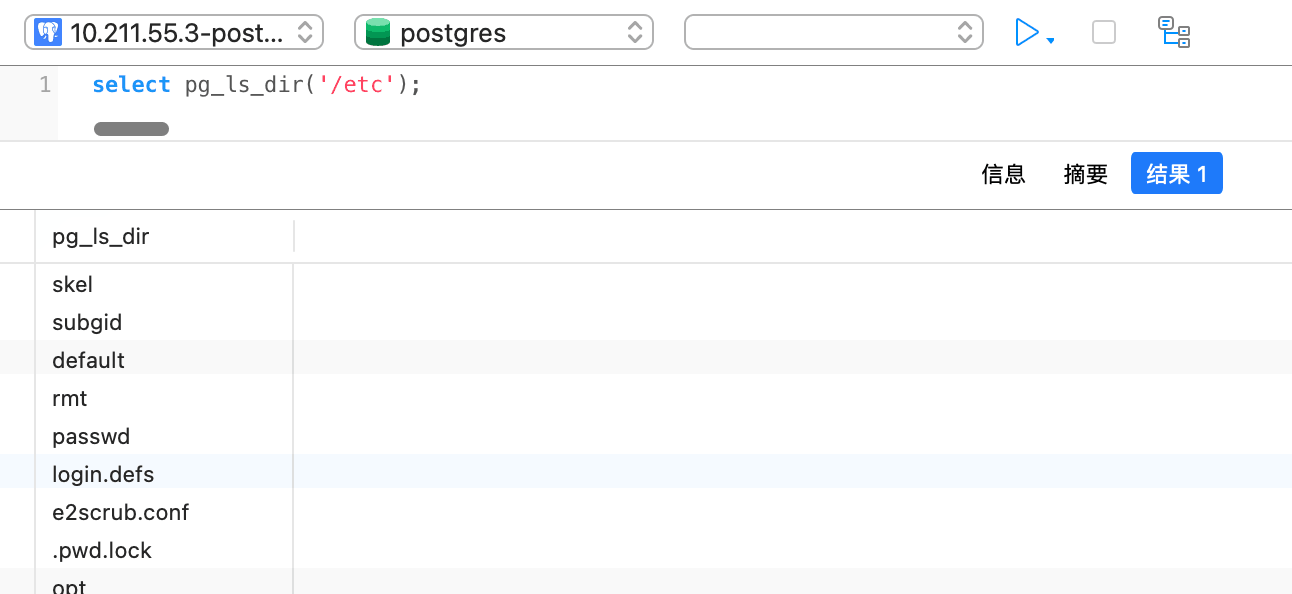 10.211.55.3-post... postgres
1 select pg_ls_dir('/etc');
信息 摘要 结果 1
pg_ls_dir
skel
subgid
default
rmt
passwd
login.defs
e2scrub.conf
.pwd.lock
opt